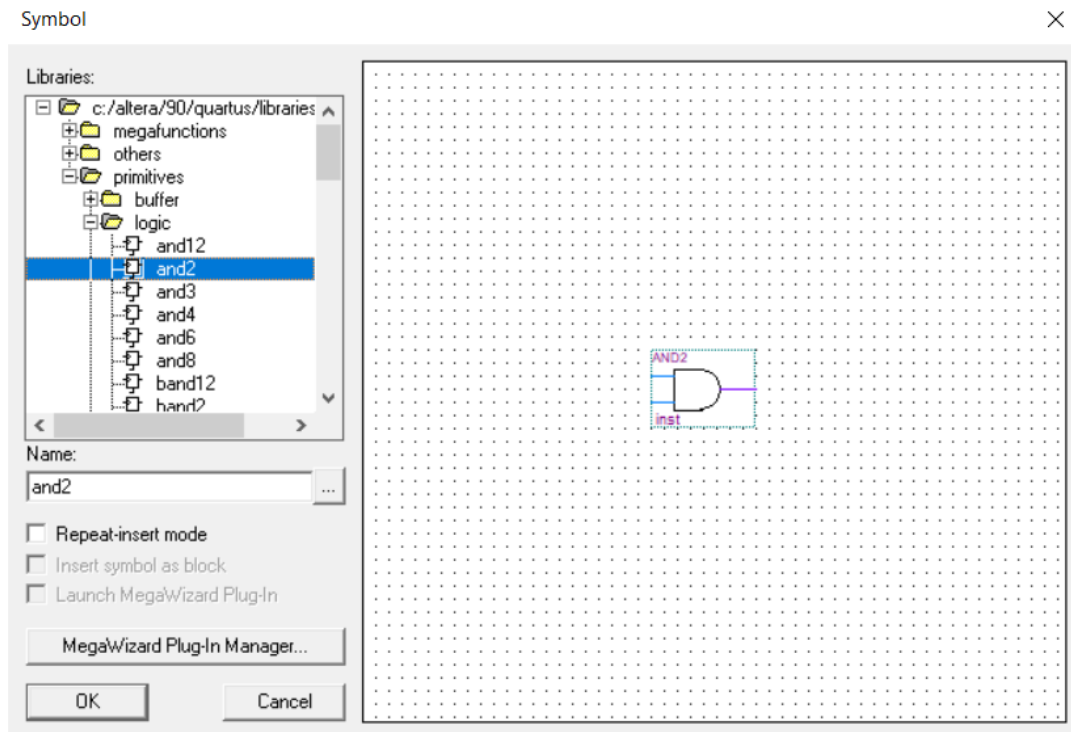 Symbol
Libraries:
c:/altera/90/quartus/libraries
megafunctions
others
primitives
buffer
logic
and12
and2
and3
and4
and6
and8
band12
band2
Name:
and2
...
Repeat-insert mode
Insert symbol as block
Launch MegaWizard Plug-In
MegaWizard Plug-In Manager...
OK
Cancel
AND2
inst